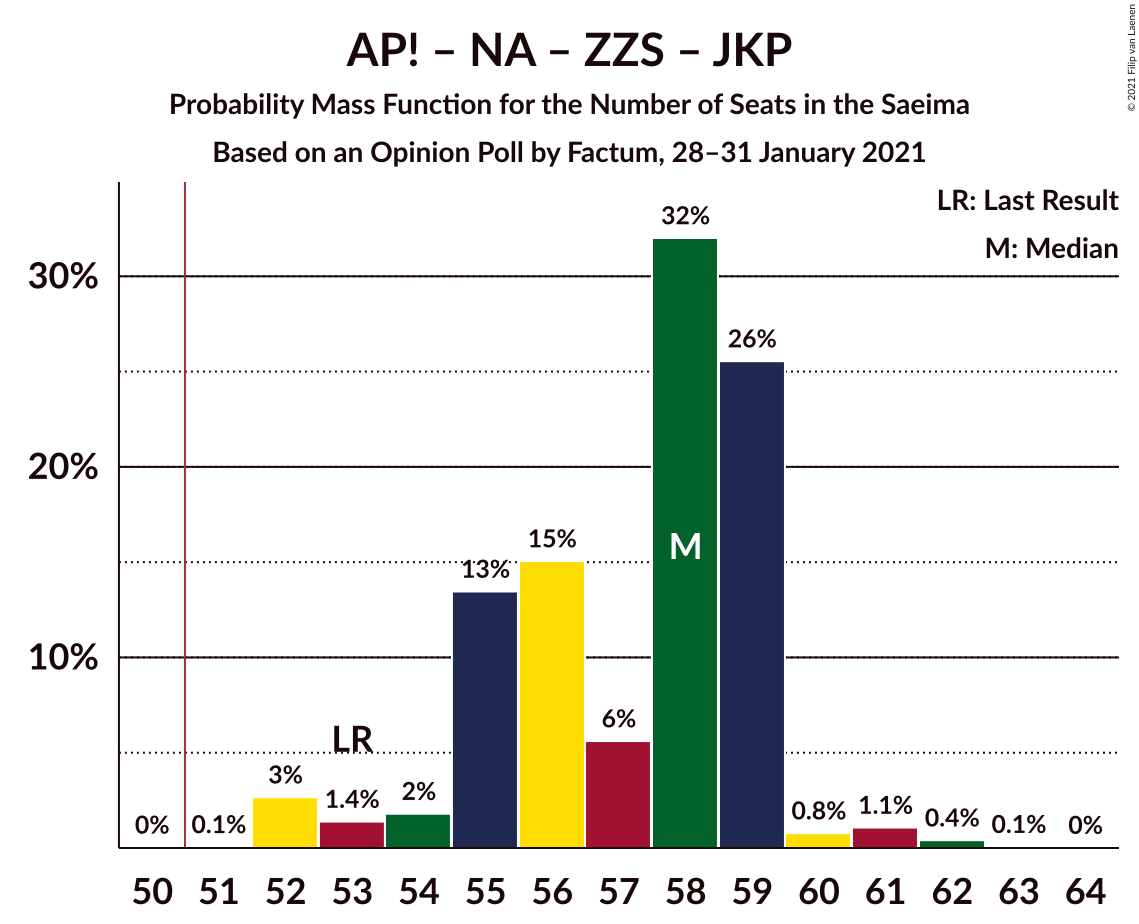 AP! – NA – ZZS – JKP
Probability Mass Function for the Number of Seats in the Saeima
Based on an Opinion Poll by Factum, 28–31 January 2021
© 2021 Filip van Laenen
LR: Last Result
M: Median
30%
20%
10%
0%
0.1%
3%
1.4%
LR
2%
13%
15%
6%
32%
M
26%
0.8%
1.1%
0.4%
0.1%
0%
50 51 52 53 54 55 56 57 58 59 60 61 62 63 64